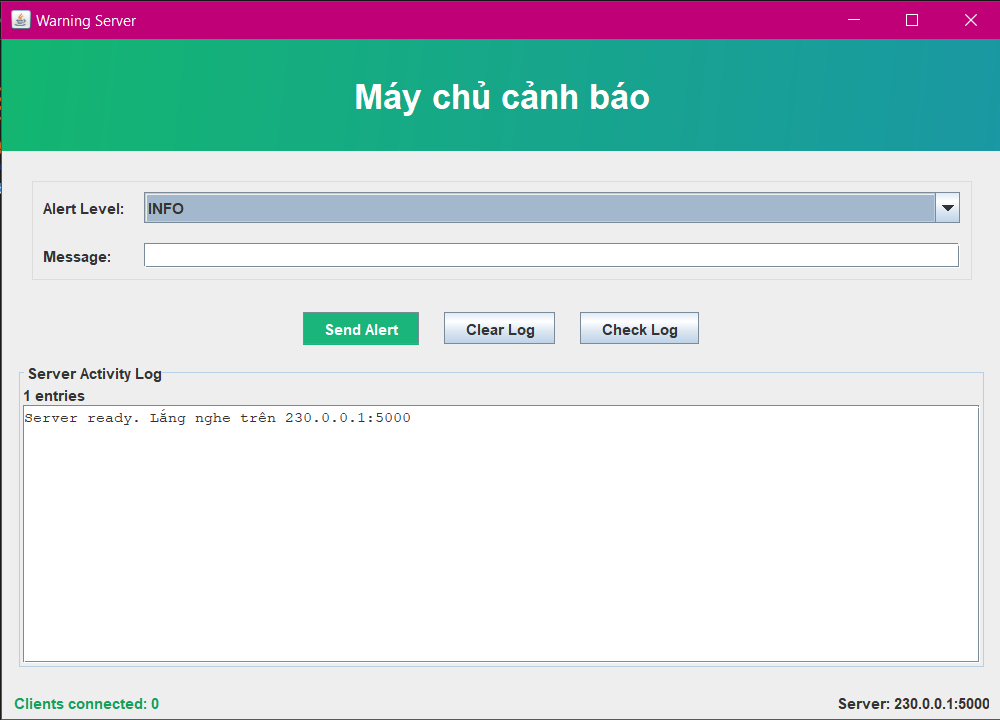 Warning Server
Máy chủ cảnh báo
Alert Level: INFO
Message:
Send Alert Clear Log Check Log
Server Activity Log
1 entries
Server ready. Lắng nghe trên 230.0.0.1:5000
Clients connected: 0 Server: 230.0.0.1:5000